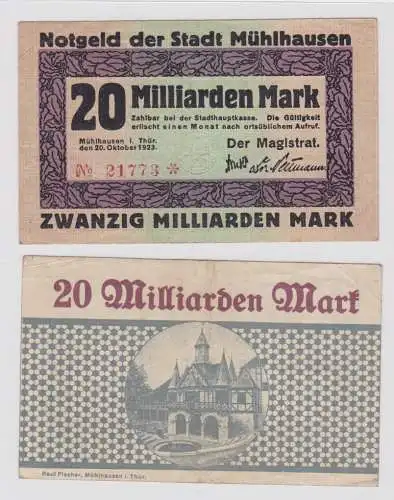 Notgeld der Stadt Mühlhausen
20 Milliarden Mark
Zahlbar bei der Stadthauptkasse. Die Gültigkeit
erlischt einen Monat nach ortsüblichem Aufruf.
Mühlhausen i. Thür.
den 20. Oktober 1923.
Der Magistrat.
No 21773 *
ZWANZIG MILLIARDEN MARK
20 Milliarden Mark
Paul Fischer, Mühlhausen i. Thür.